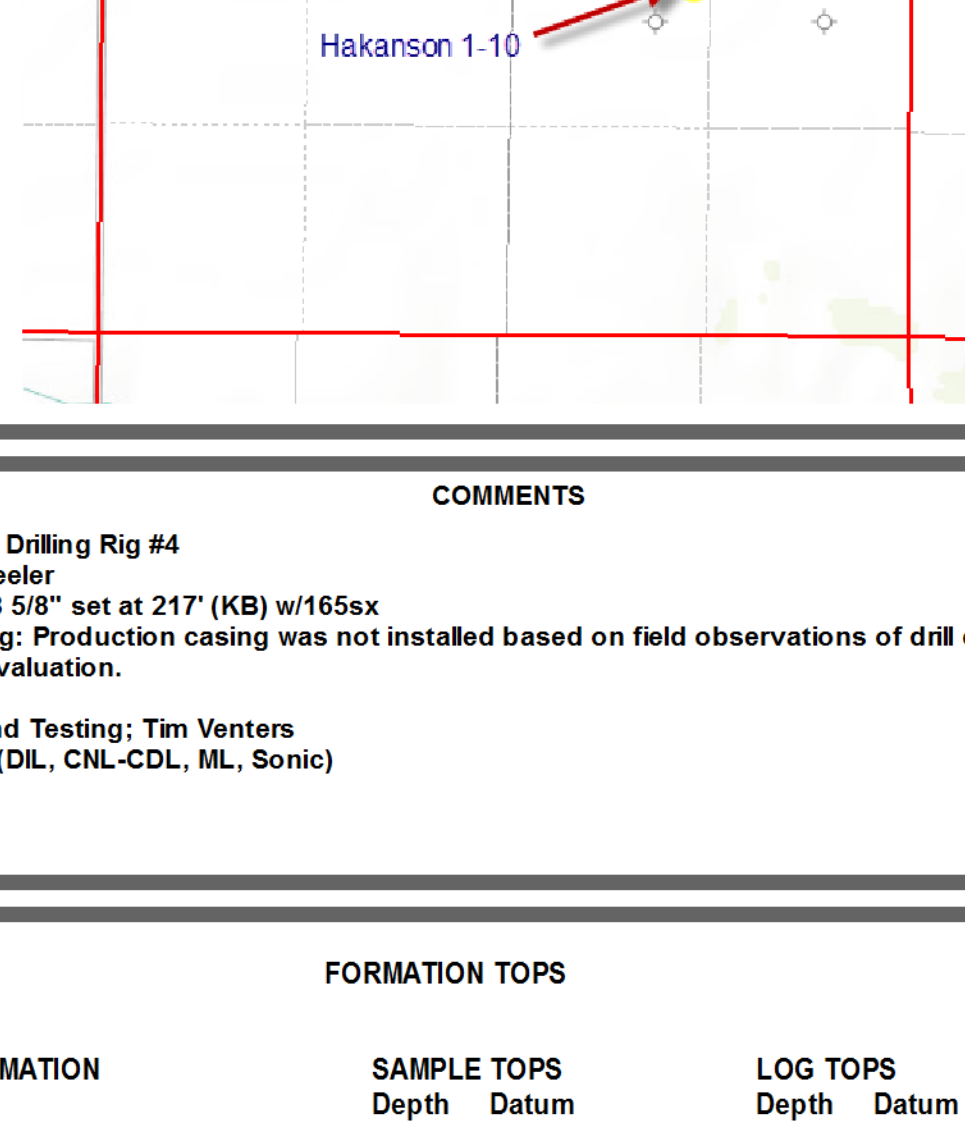 Hakanson 1-10
COMMENTS
Drilling Rig #4
eeler
5/8" set at 217' (KB) w/165sx
g: Production casing was not installed based on field observations of drill
valuation.
nd Testing; Tim Venters
(DIL, CNL-CDL, ML, Sonic)
FORMATION TOPS
MATION SAMPLE TOPS LOG TOPS
Depth Datum Depth Datum